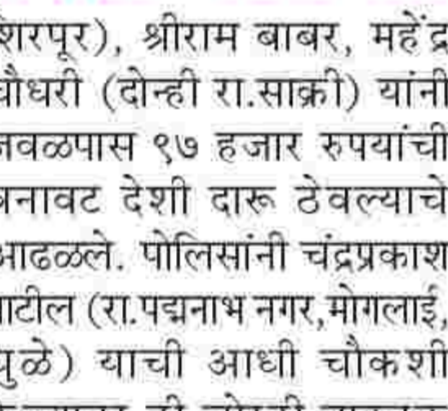 शिरपूर), श्रीराम बाबर, महेंद्र
चौधरी (दोन्ही रा.साक्री) यांनी
जवळपास ९७ हजार रुपयांची
बनावट देशी दारू ठेवल्याचे
आढळले. पोलिसांनी चंद्रप्रकाश
पाटील (रा.पद्मनाभ नगर,मोगलाई,
धुळे) याची आधी चौकशी